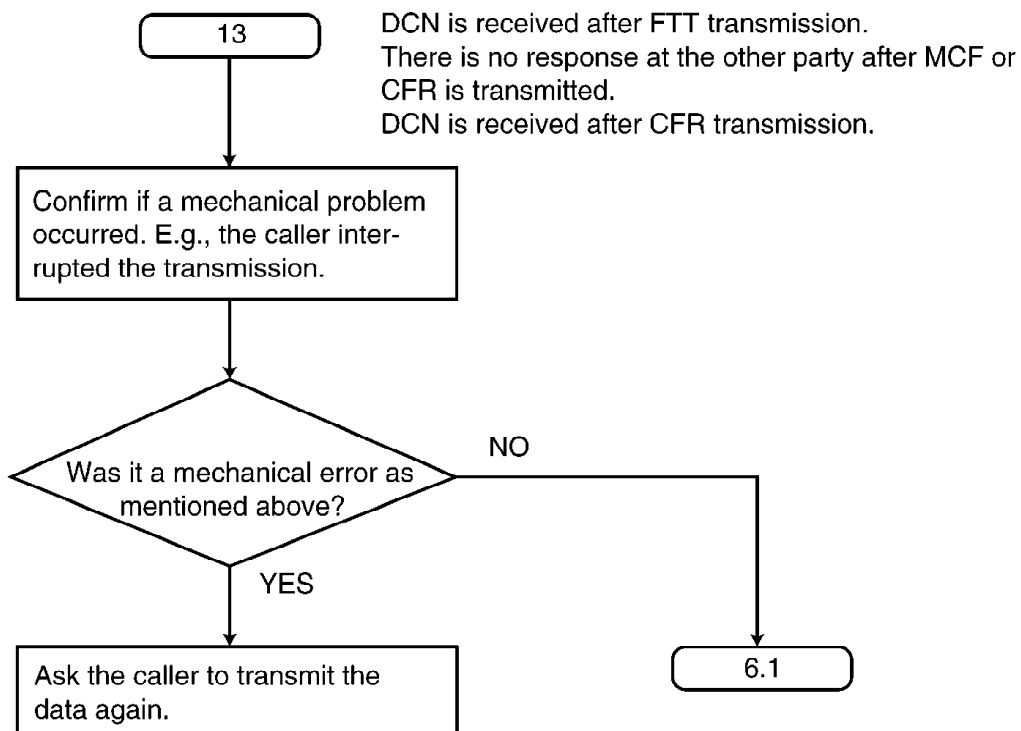 13
DCN is received after FTT transmission.
There is no response at the other party after MCF or
CFR is transmitted.
DCN is received after CFR transmission.
Confirm if a mechanical problem
occurred. E.g., the caller inter-
rupted the transmission.
NO
Was it a mechanical error as
mentioned above?
YES
Ask the caller to transmit the
data again.
6.1